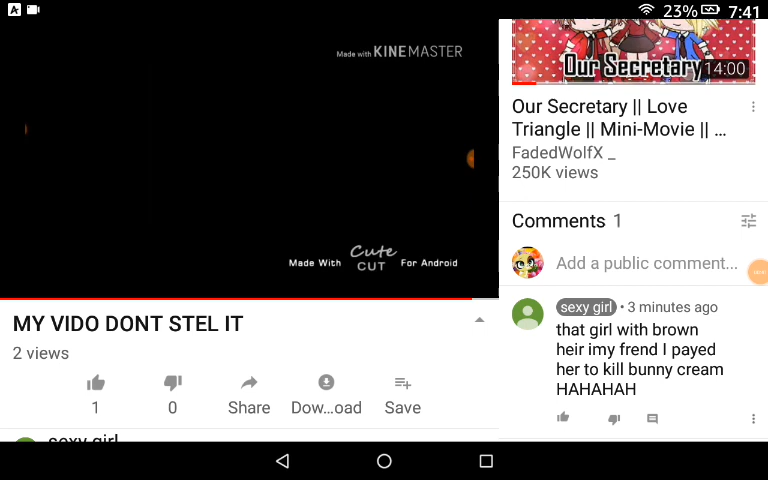 23% 7:41
Made with KINEMASTER
Made With Cute CUT For Android
MY VIDO DONT STEL IT
2 views
1
0
Share
Dow…oad
Save
sexy girl
Our Secretary
14:00
Our Secretary || Love
Triangle || Mini-Movie || …
FadedWolfX _
250K views
Comments 1
Add a public comment...
sexy girl • 3 minutes ago
that girl with brown
heir imy frend I payed
her to kill bunny cream
HAHAHAH